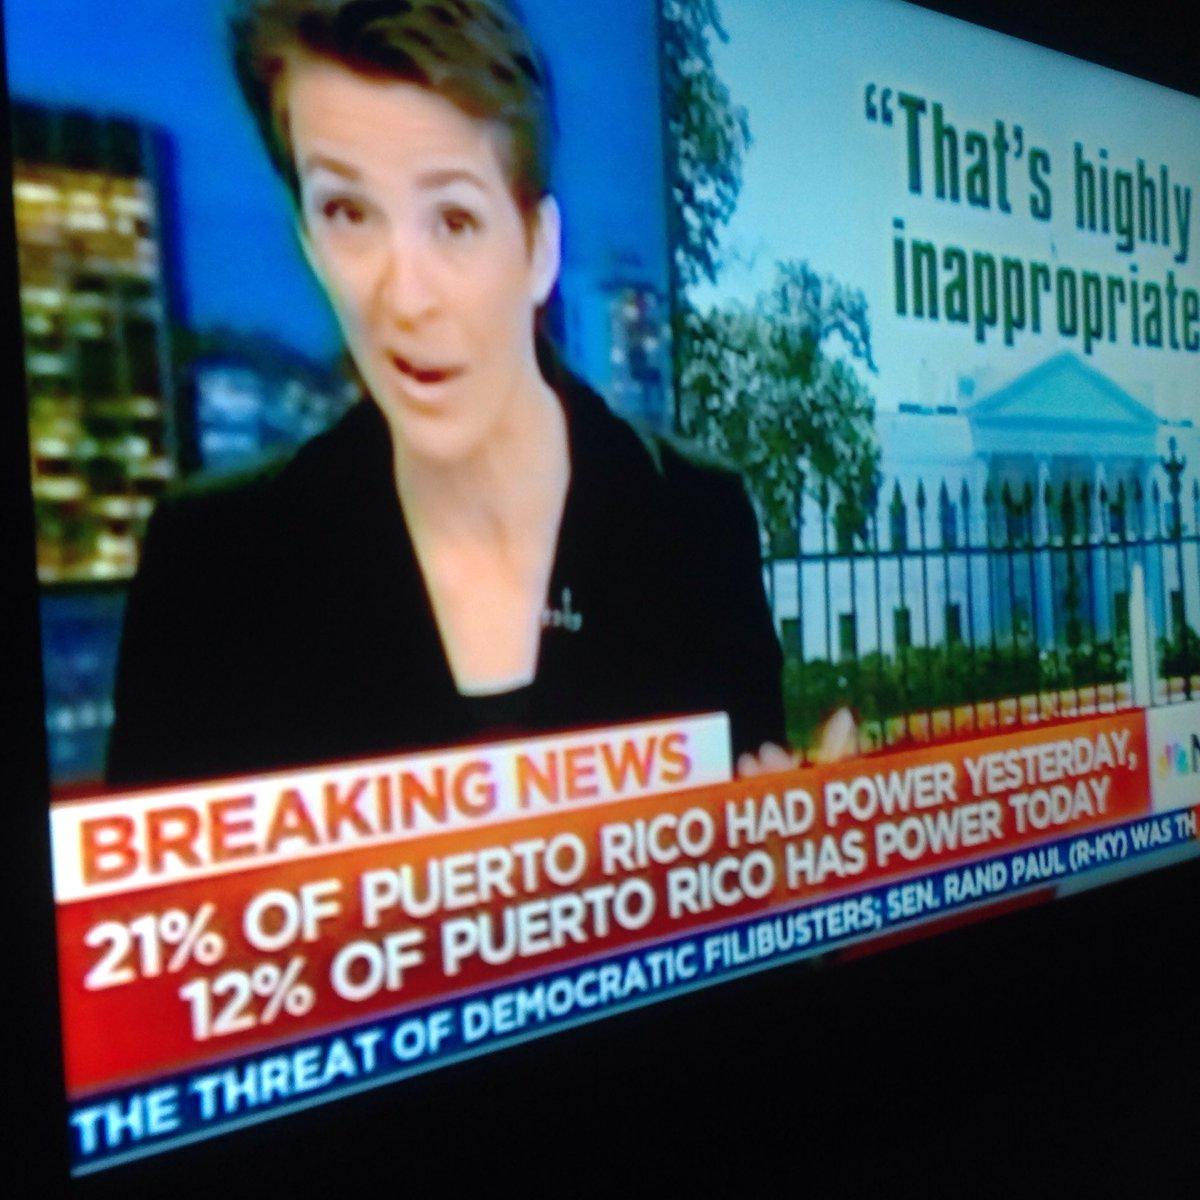 “That's highly
inappropriate
BREAKING NEWS
21% OF PUERTO RICO HAD POWER YESTERDAY,
12% OF PUERTO RICO HAS POWER TODAY
THE THREAT OF DEMOCRATIC FILIBUSTERS; SEN. RAND PAUL (R-KY) WAS TH